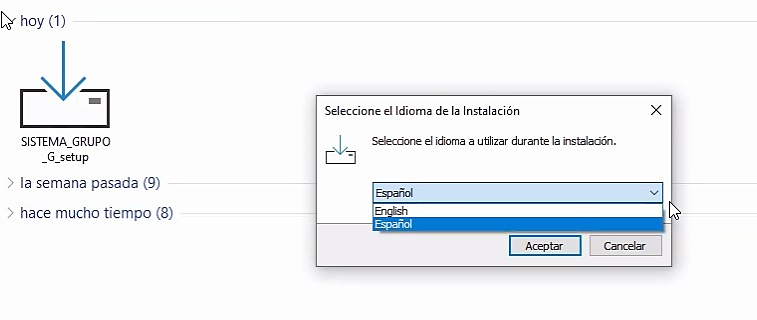 hoy (1)
SISTEMA_GRUPO
_G_setup
la semana pasada (9)
hace mucho tiempo (8)
Seleccione el Idioma de la Instalación
Seleccione el idioma a utilizar durante la instalación.
Español
English
Español
Aceptar
Cancelar